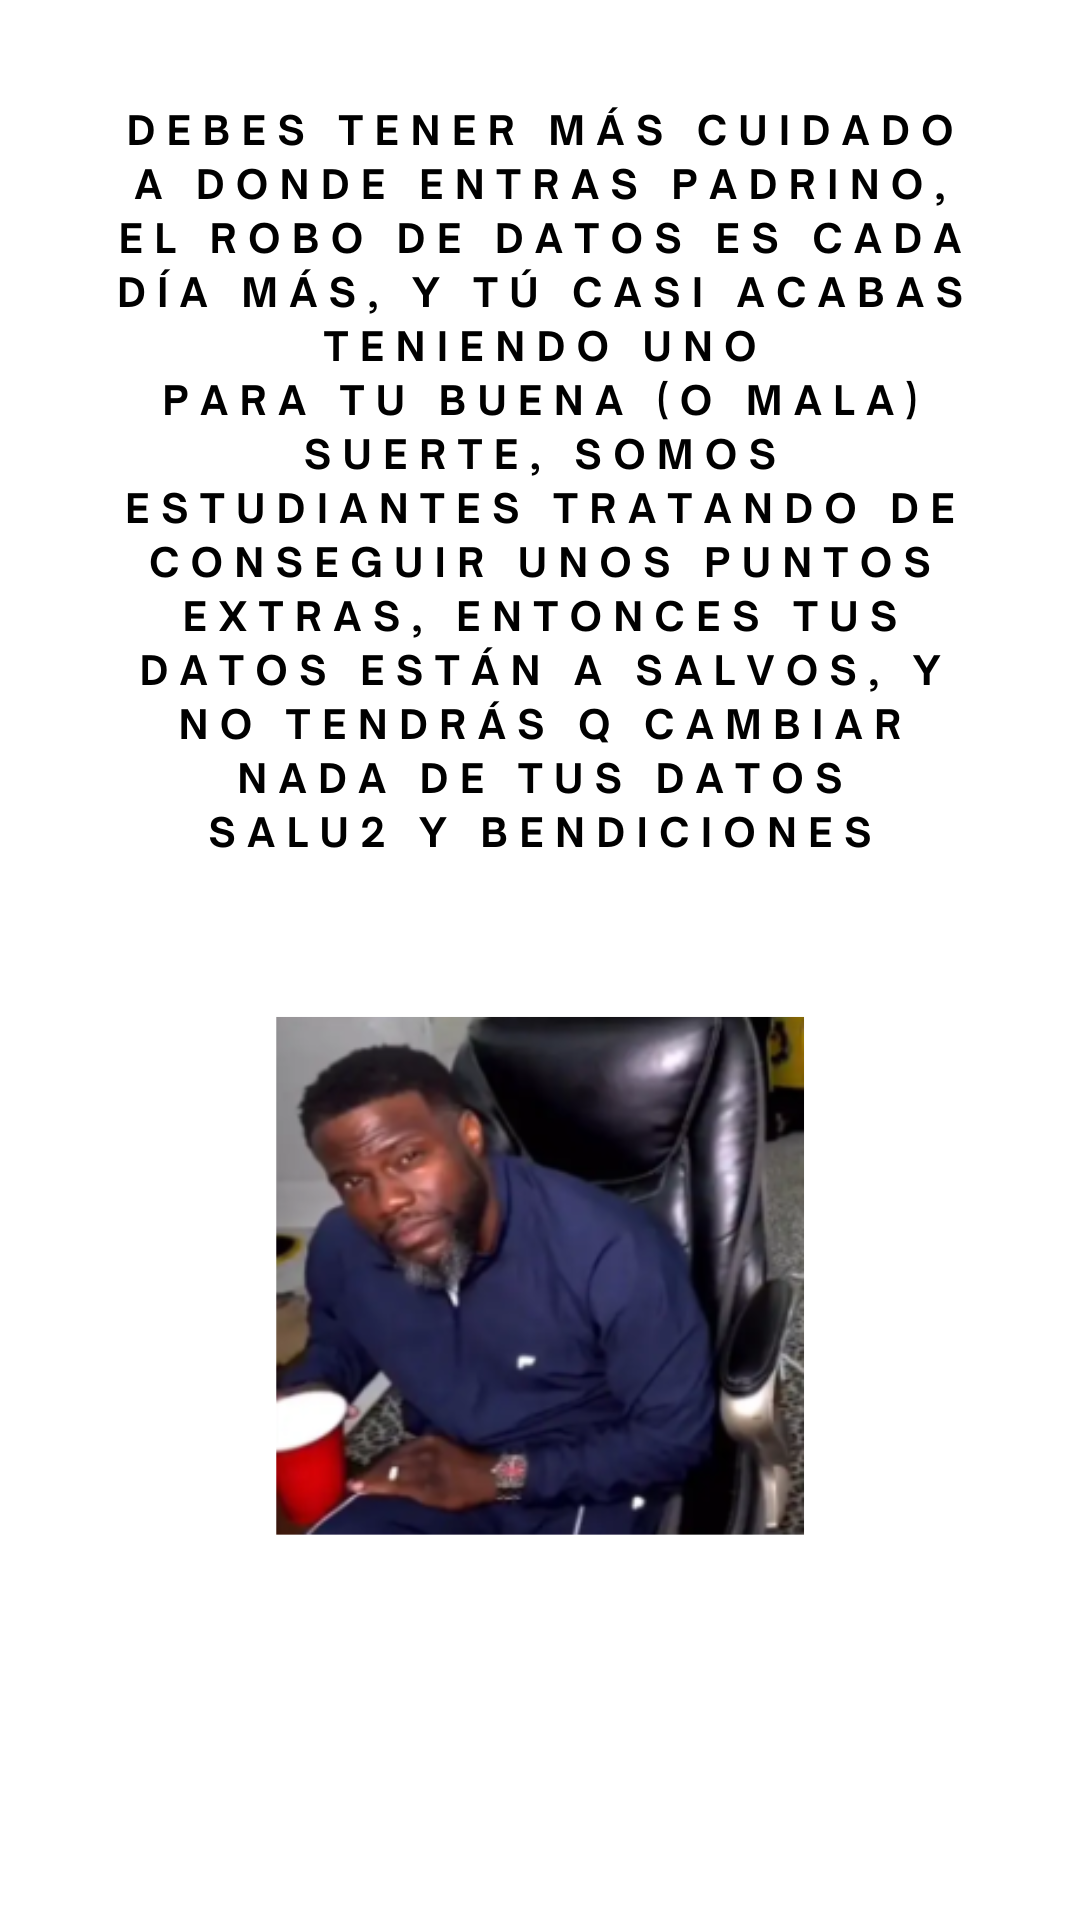 DEBES TENER MÁS CUIDADO
A DONDE ENTRAS PADRINO,
EL ROBO DE DATOS ES CADA
DÍA MÁS, Y TÚ CASI ACABAS
TENIENDO UNO
PARA TU BUENA (O MALA)
SUERTE, SOMOS
ESTUDIANTES TRATANDO DE
CONSEGUIR UNOS PUNTOS
EXTRAS, ENTONCES TUS
DATOS ESTÁN A SALVOS, Y
NO TENDRÁS Q CAMBIAR
NADA DE TUS DATOS
SALU2 Y BENDICIONES